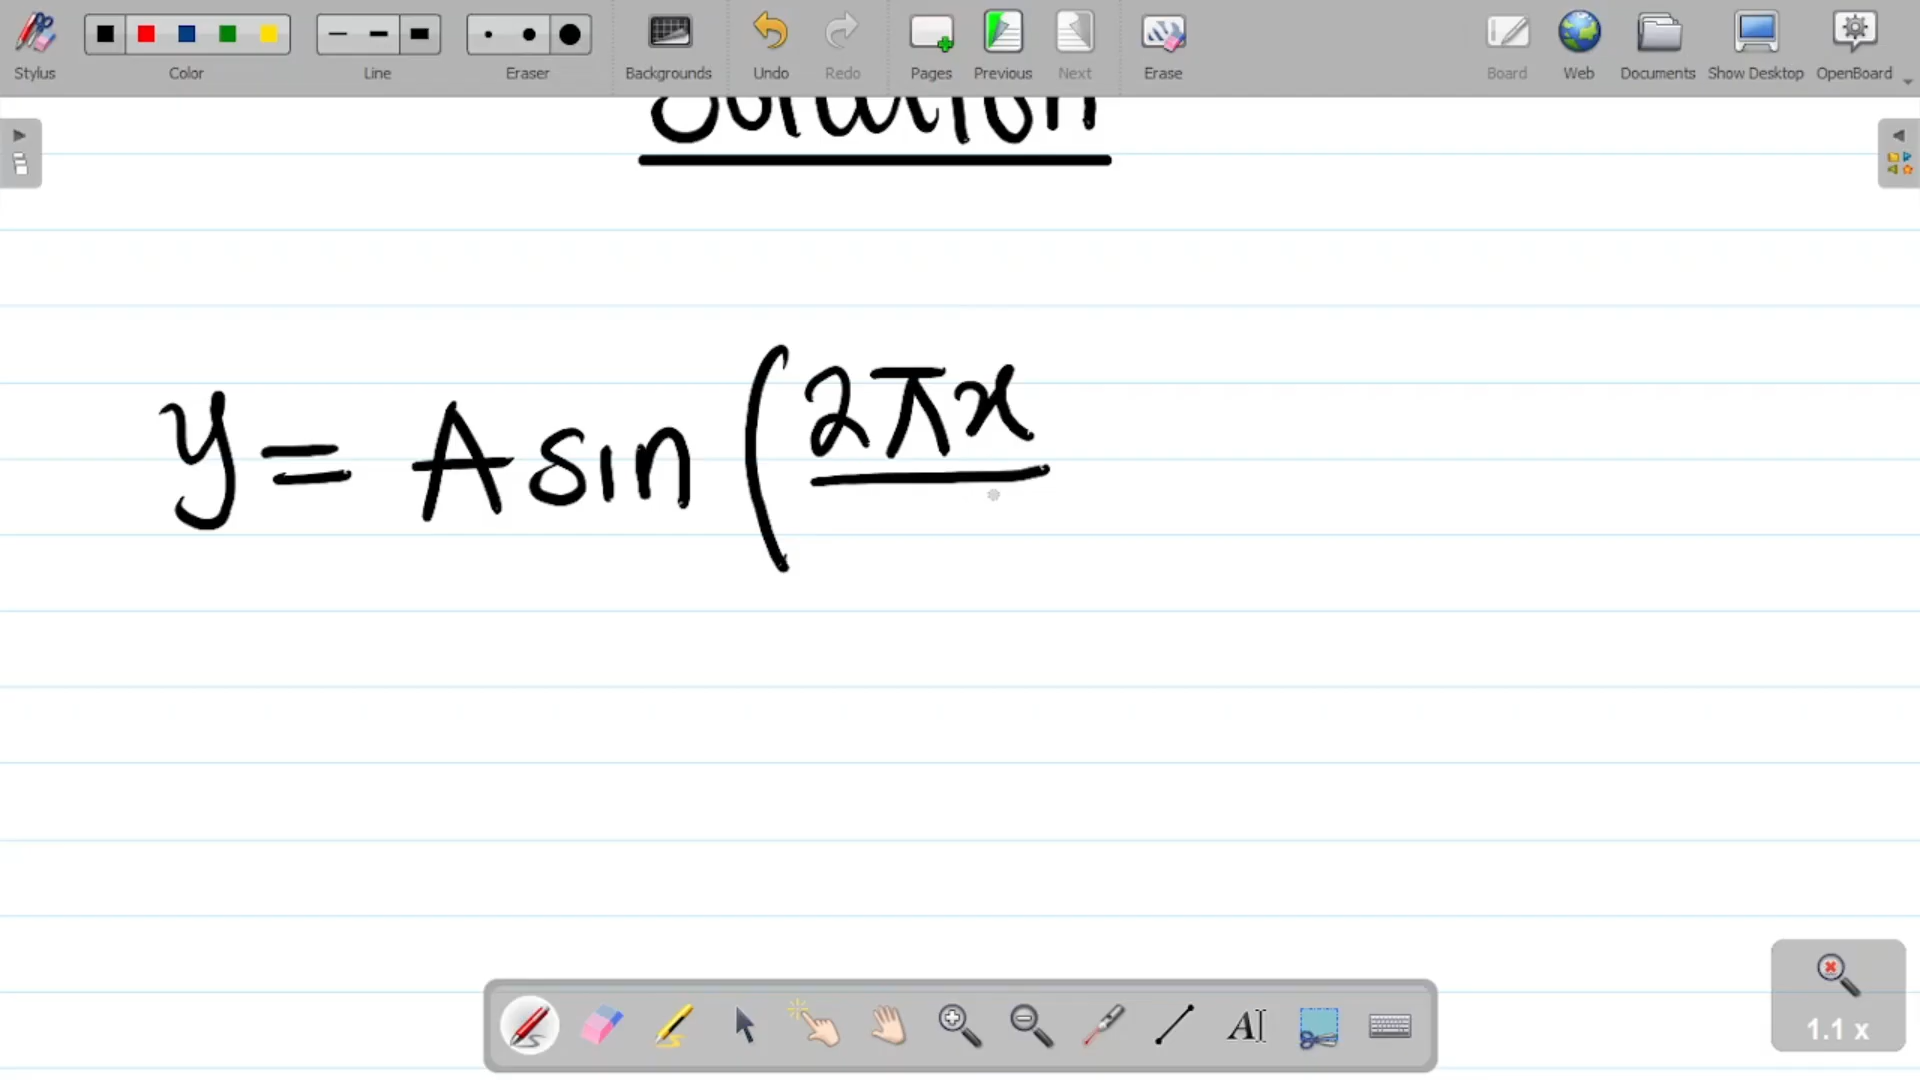 Stylus Color Line Eraser Backgrounds Undo Redo Pages Previous Next Erase Board Web Documents Show Desktop OpenBoard
Solution
y = A sin ( 2πx
1.1 x